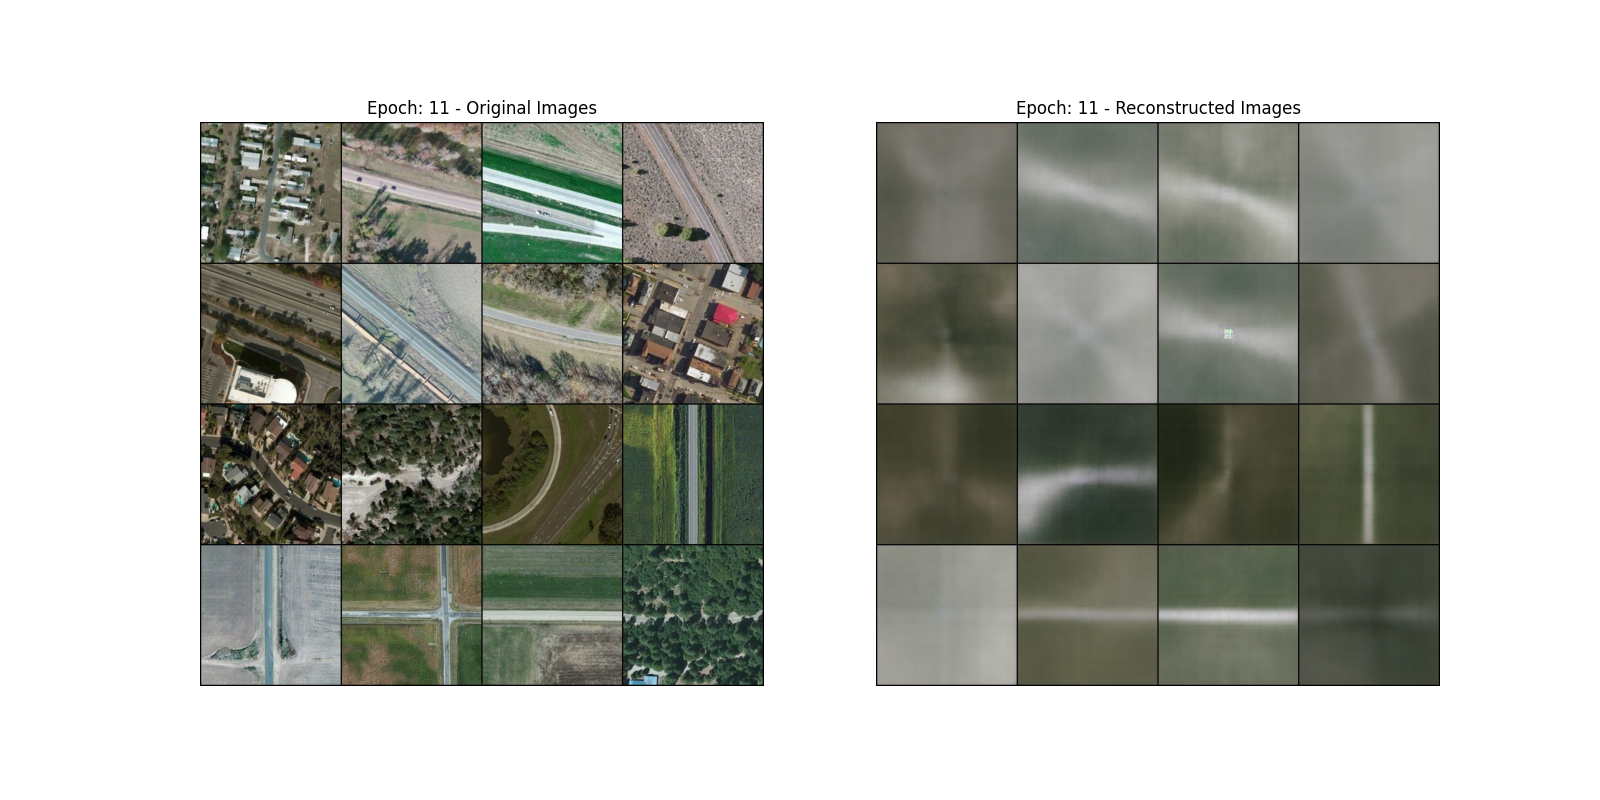 Epoch: 11 - Original Images
Epoch: 11 - Reconstructed Images